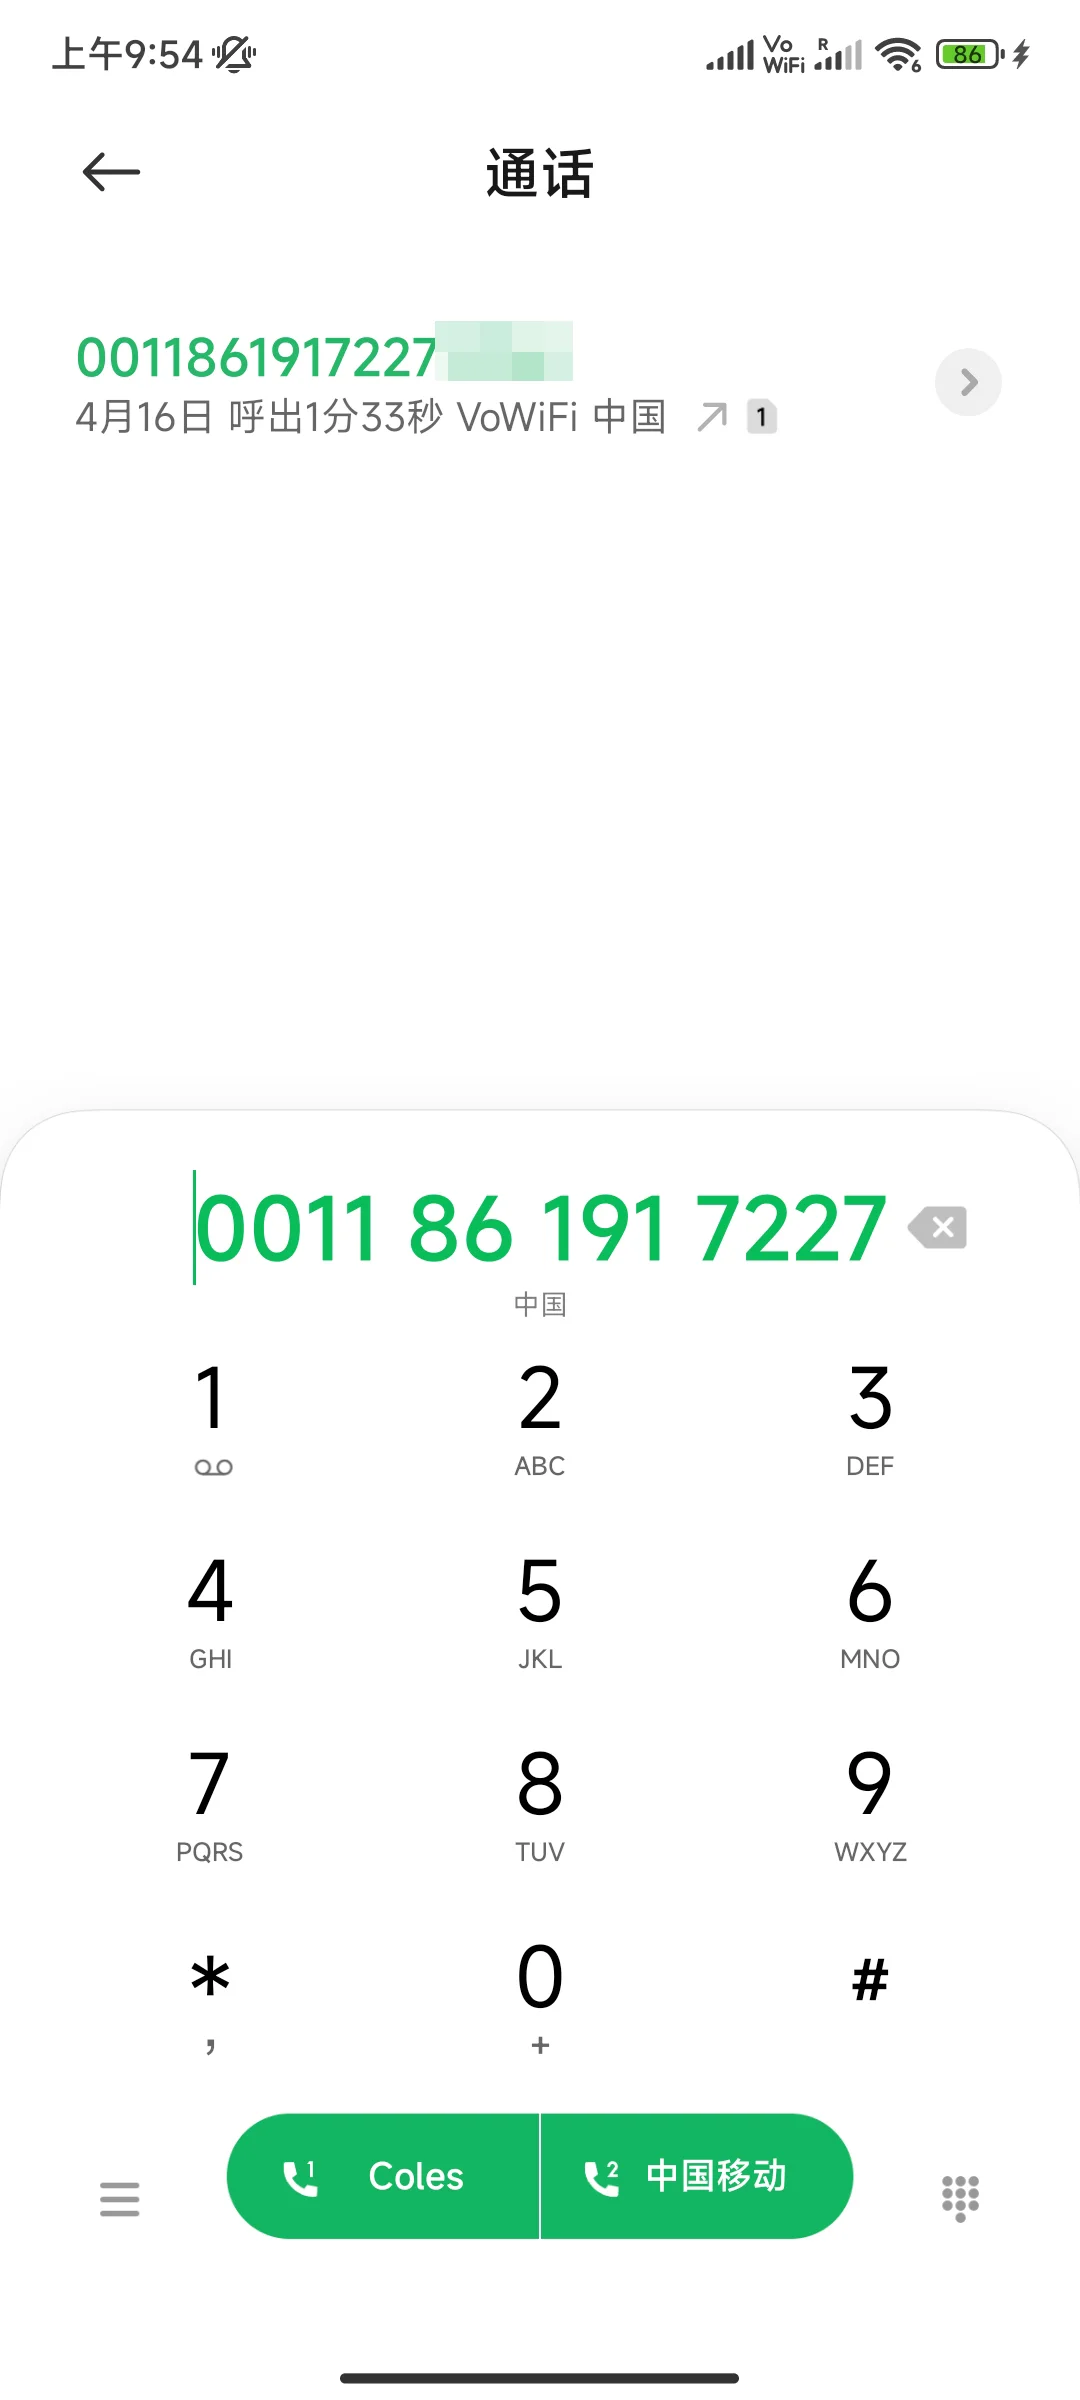 上午9:54 Vo WiFi R 6 86
通话
0011861917227
4月16日 呼出1分33秒 VoWiFi 中国 1
0011 86 191 7227
中国
1 2 3
ABC DEF
4 5 6
GHI JKL MNO
7 8 9
PQRS TUV WXYZ
* 0 #
, +
1 Coles 2 中国移动